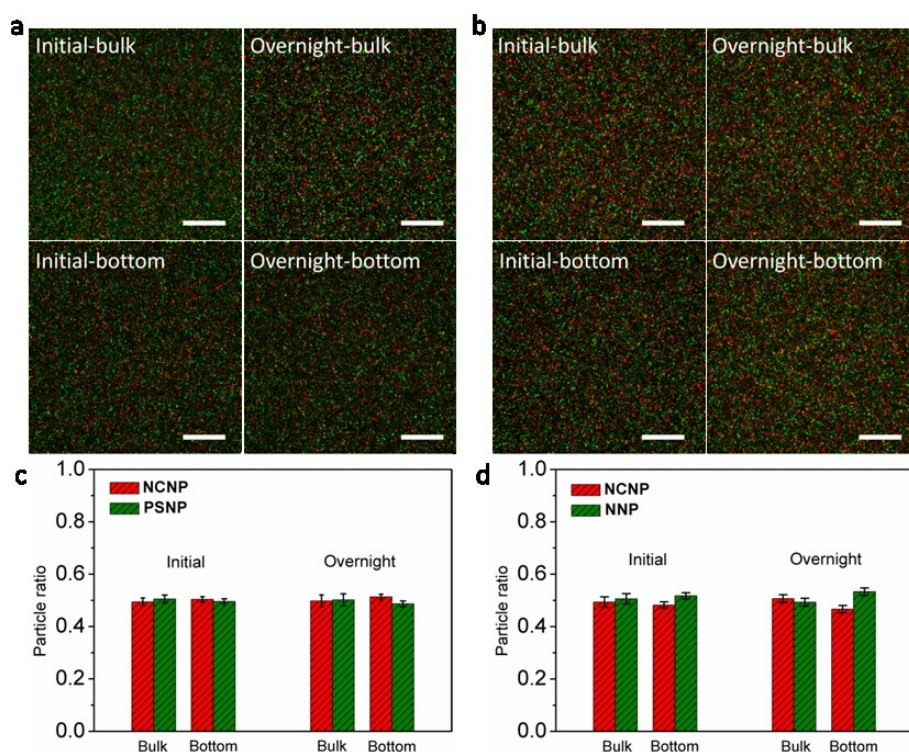 a
Initial-bulk
Overnight-bulk
Initial-bottom
Overnight-bottom
b
Initial-bulk
Overnight-bulk
Initial-bottom
Overnight-bottom
c
1.0
0.8
0.6
0.4
0.2
0.0
Particle ratio
NCNP
PSNP
Initial
Overnight
Bulk Bottom Bulk Bottom
d
1.0
0.8
0.6
0.4
0.2
0.0
Particle ratio
NCNP
NNP
Initial
Overnight
Bulk Bottom Bulk Bottom